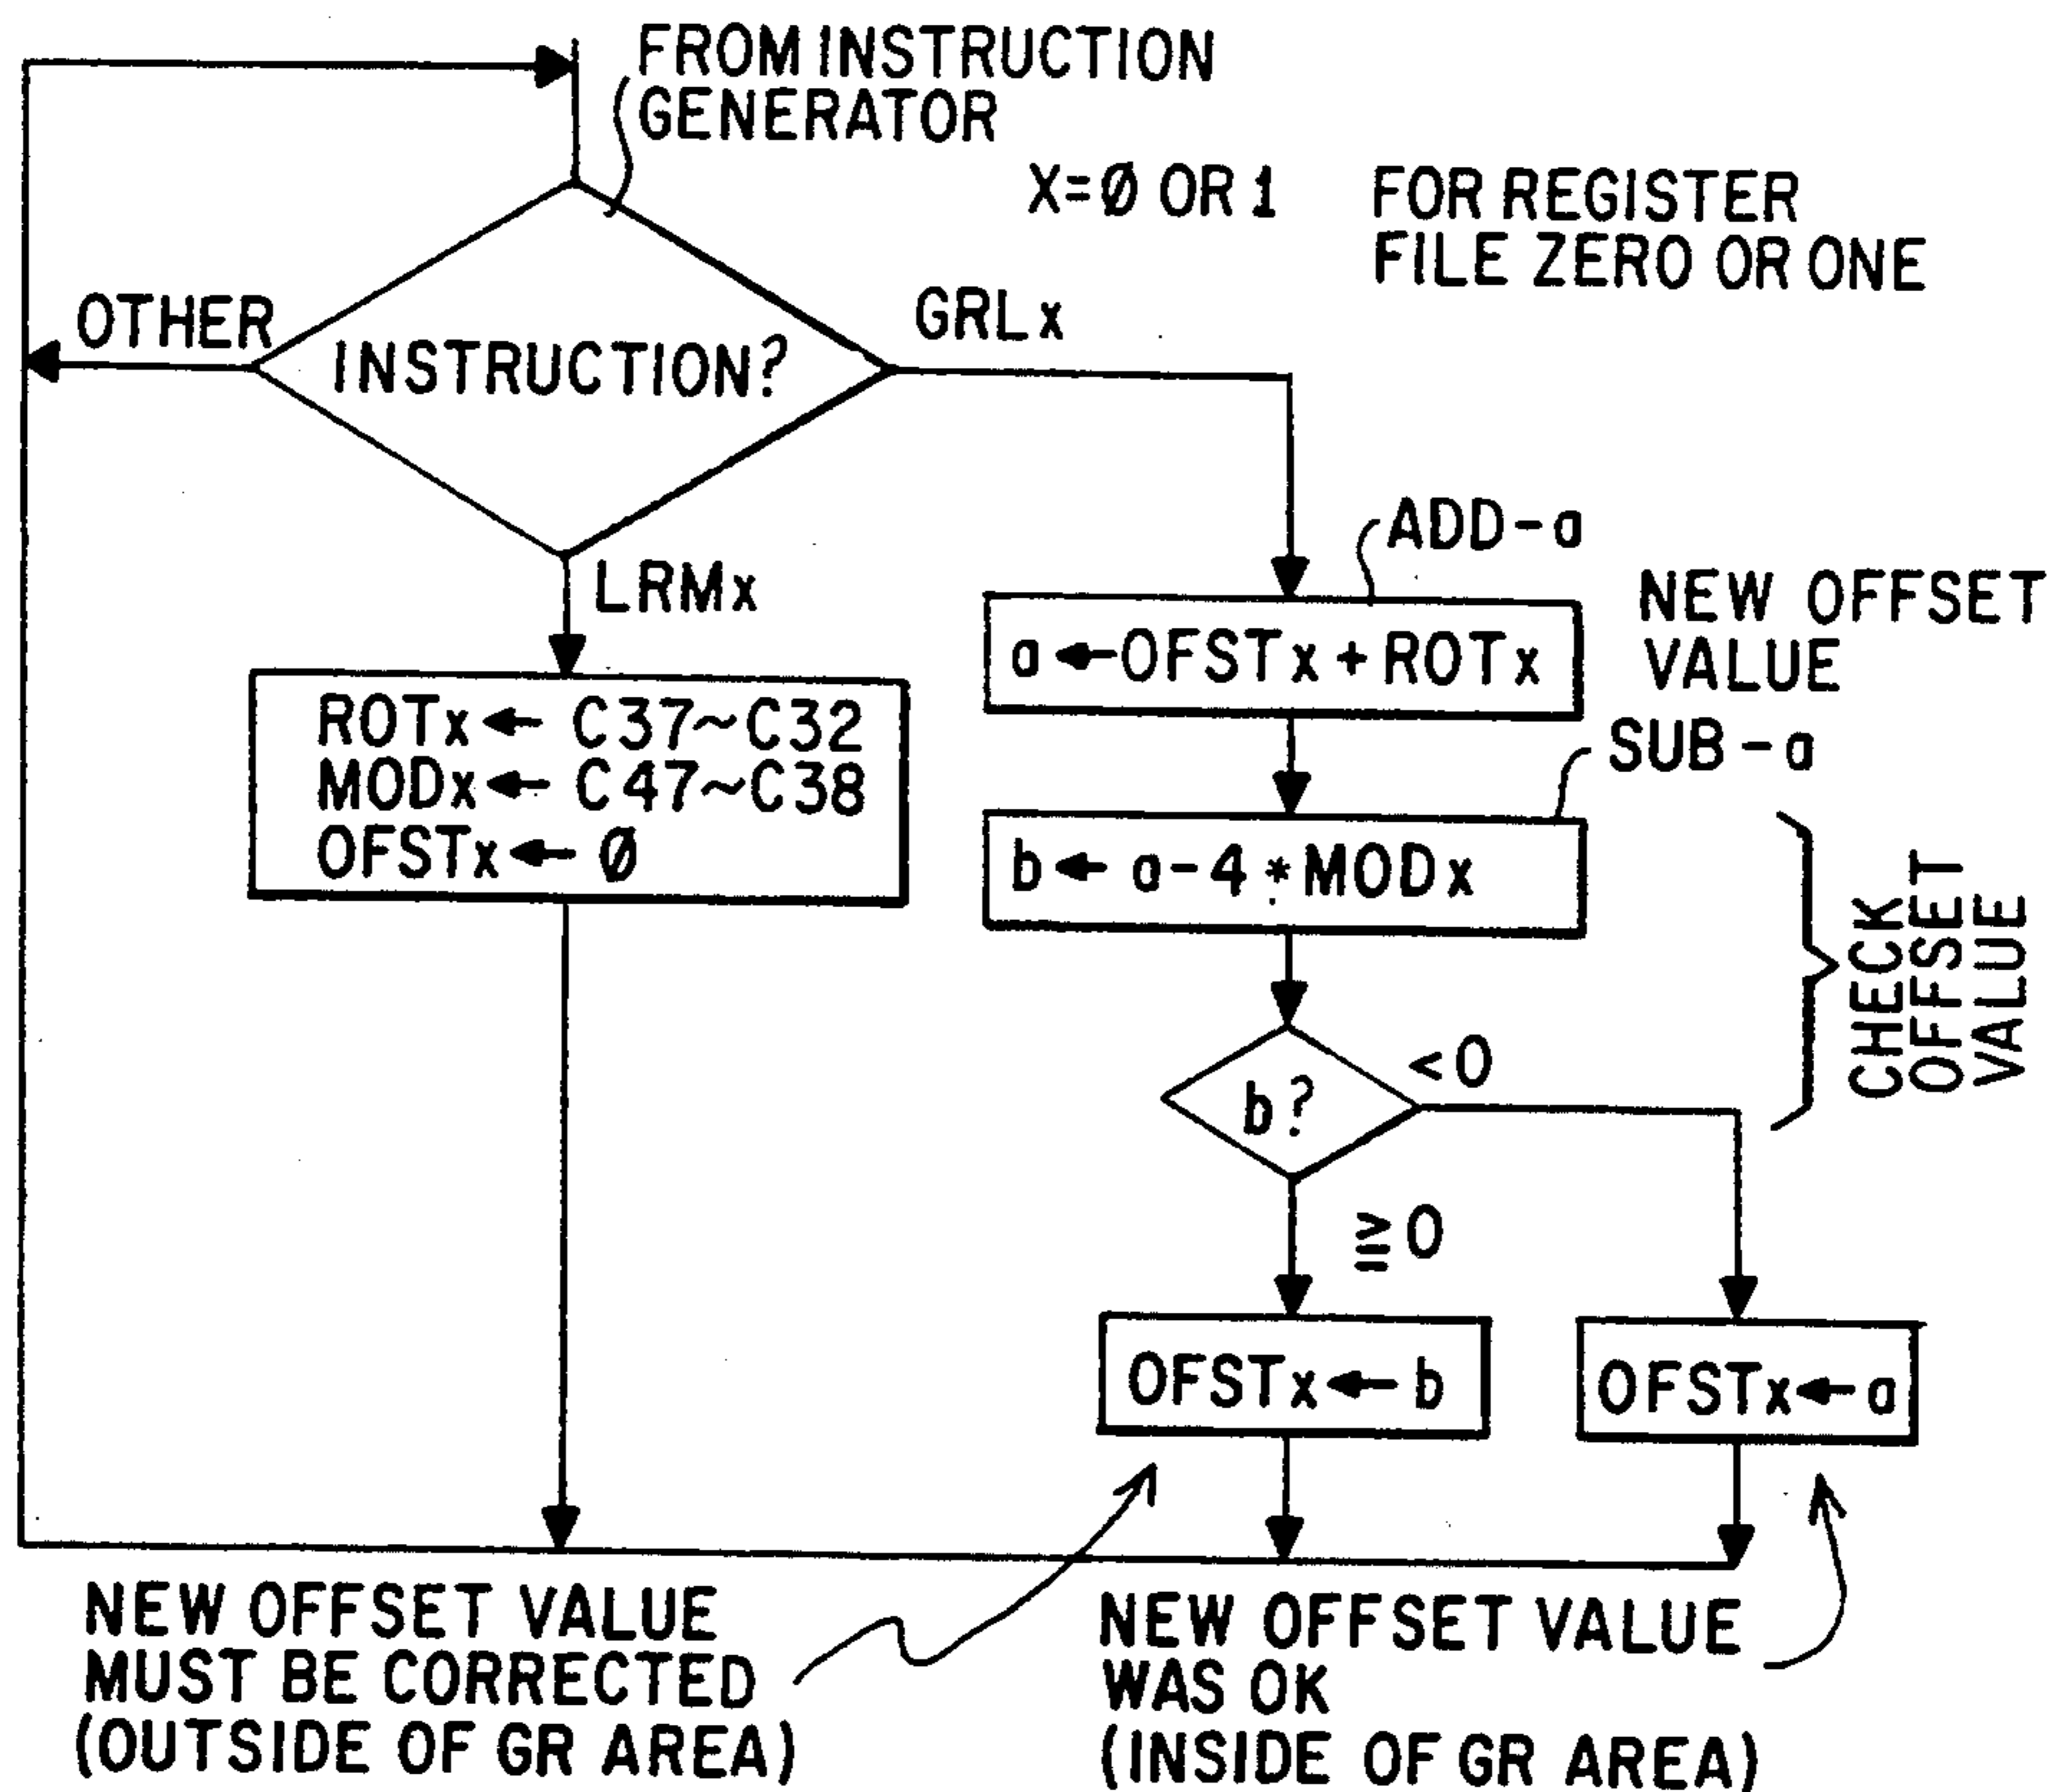 FROM INSTRUCTION
GENERATOR
X=Ø OR 1
FOR REGISTER
FILE ZERO OR ONE
OTHER
INSTRUCTION?
GRLx
LRMx
ROTx ← C37~C32
MODx ← C47~C38
OFSTx ← Ø
ADD-a
a ← OFSTx + ROTx
NEW OFFSET
VALUE
SUB-a
b ← a-4*MODx
CHECK
OFFSET
VALUE
b?
<0
≧0
OFSTx ← b
OFSTx ← a
NEW OFFSET VALUE
MUST BE CORRECTED
(OUTSIDE OF GR AREA)
NEW OFFSET VALUE
WAS OK
(INSIDE OF GR AREA)